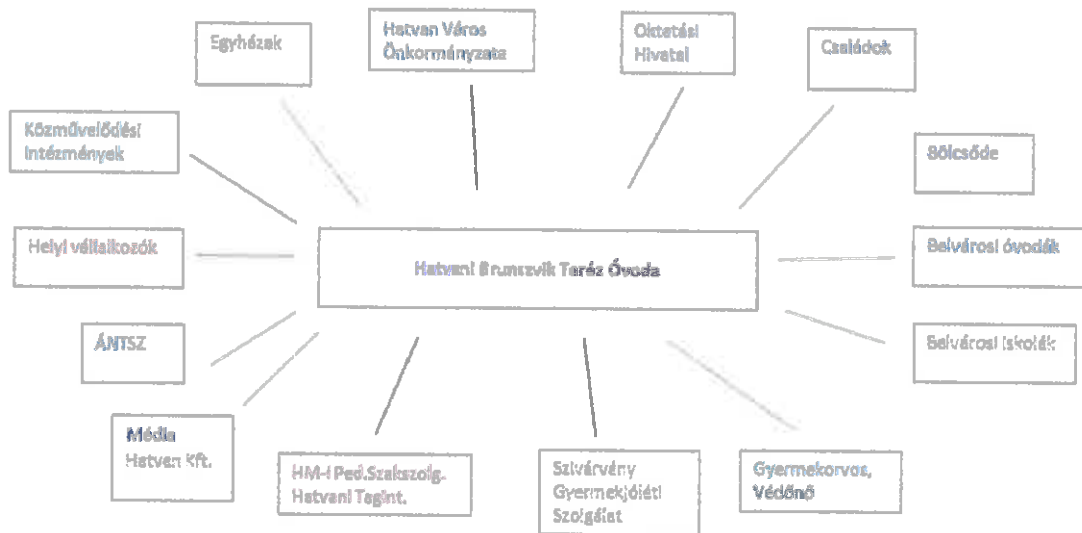 Egyházak
Hatvan Város
Önkormányzata
Oktatási
Hivatal
Családok
Közművelődési
Intézmények
Bölcsőde
Helyi vállalkozók
Hatvani Brunszvik Teréz Óvoda
Belvárosi óvodák
ÁNTSZ
Belvárosi iskolák
Média
Hatvan Kft.
HM-i Ped.Szakszolg.
Hatvani Tagint.
Szivárvány
Gyermekjóléti
Szolgálat
Gyermekorvos,
Védőnő